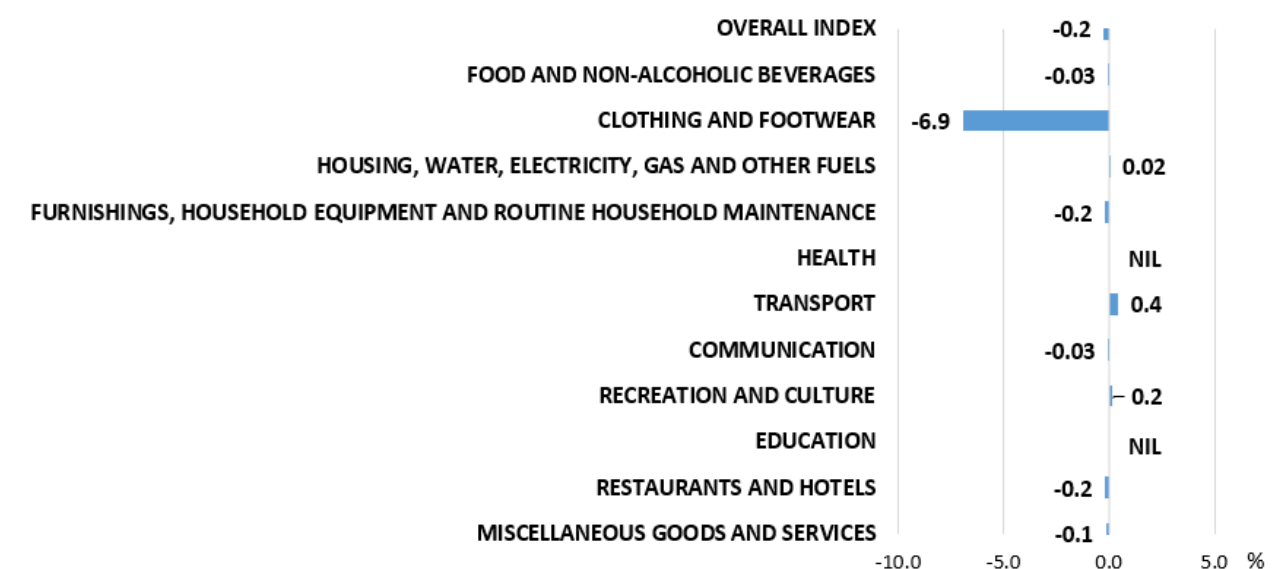 OVERALL INDEX -0.2
FOOD AND NON-ALCOHOLIC BEVERAGES -0.03
CLOTHING AND FOOTWEAR -6.9
HOUSING, WATER, ELECTRICITY, GAS AND OTHER FUELS 0.02
FURNISHINGS, HOUSEHOLD EQUIPMENT AND ROUTINE HOUSEHOLD MAINTENANCE -0.2
HEALTH NIL
TRANSPORT 0.4
COMMUNICATION -0.03
RECREATION AND CULTURE 0.2
EDUCATION NIL
RESTAURANTS AND HOTELS -0.2
MISCELLANEOUS GOODS AND SERVICES -0.1
-10.0 -5.0 0.0 5.0 %